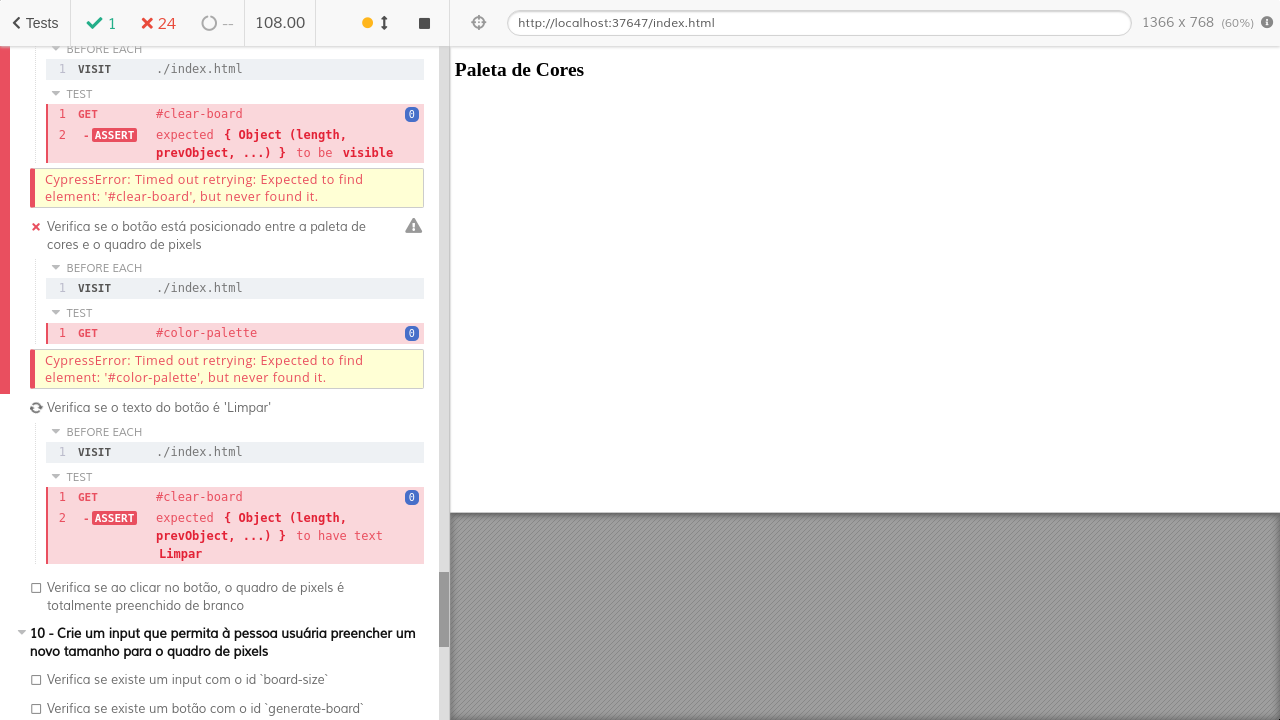 Tests
1
24
--
108.00
http://localhost:37647/index.html
1366 x 768 (60%)
BEFORE EACH
1 VISIT ./index.html
TEST
1 GET #clear-board 0
2 -ASSERT expected { Object (length,
prevObject, ...) } to be visible
CypressError: Timed out retrying: Expected to find
element: '#clear-board', but never found it.
Verifica se o botão está posicionado entre a paleta de
cores e o quadro de pixels
BEFORE EACH
1 VISIT ./index.html
TEST
1 GET #color-palette 0
CypressError: Timed out retrying: Expected to find
element: '#color-palette', but never found it.
Verifica se o texto do botão é 'Limpar'
BEFORE EACH
1 VISIT ./index.html
TEST
1 GET #clear-board 0
2 -ASSERT expected { Object (length,
prevObject, ...) } to have text
Limpar
Verifica se ao clicar no botão, o quadro de pixels é
totalmente preenchido de branco
10 - Crie um input que permita à pessoa usuária preencher um
novo tamanho para o quadro de pixels
Verifica se existe um input com o id `board-size`
Verifica se existe um botão com o id `generate-board`
Paleta de Cores